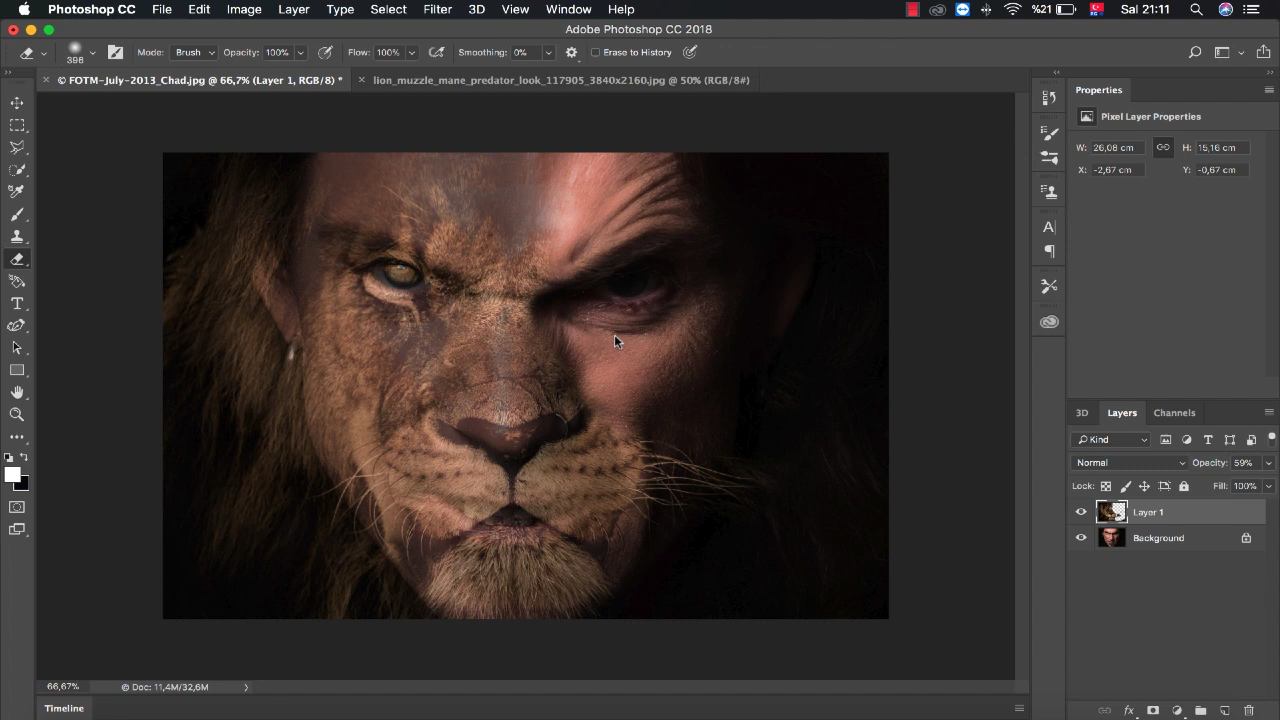 Photoshop CC File Edit Image Layer Type Select Filter 3D View Window Help %21 Sal 21:11
Adobe Photoshop CC 2018
396 Mode: Brush Opacity: 100% Flow: 100% Smoothing: 0% Erase to History
© FOTM-July-2013_Chad.jpg @ 66,7% (Layer 1, RGB/8) * lion_muzzle_mane_predator_look_117905_3840x2160.jpg @ 50% (RGB/8#)
Properties
Pixel Layer Properties
W: 26,08 cm H: 15,16 cm
X: -2,67 cm Y: -0,67 cm
3D Layers Channels
Kind
Normal Opacity: 59%
Lock: Fill: 100%
Layer 1
Background
66,67% Doc: 11,4M/32,6M
Timeline